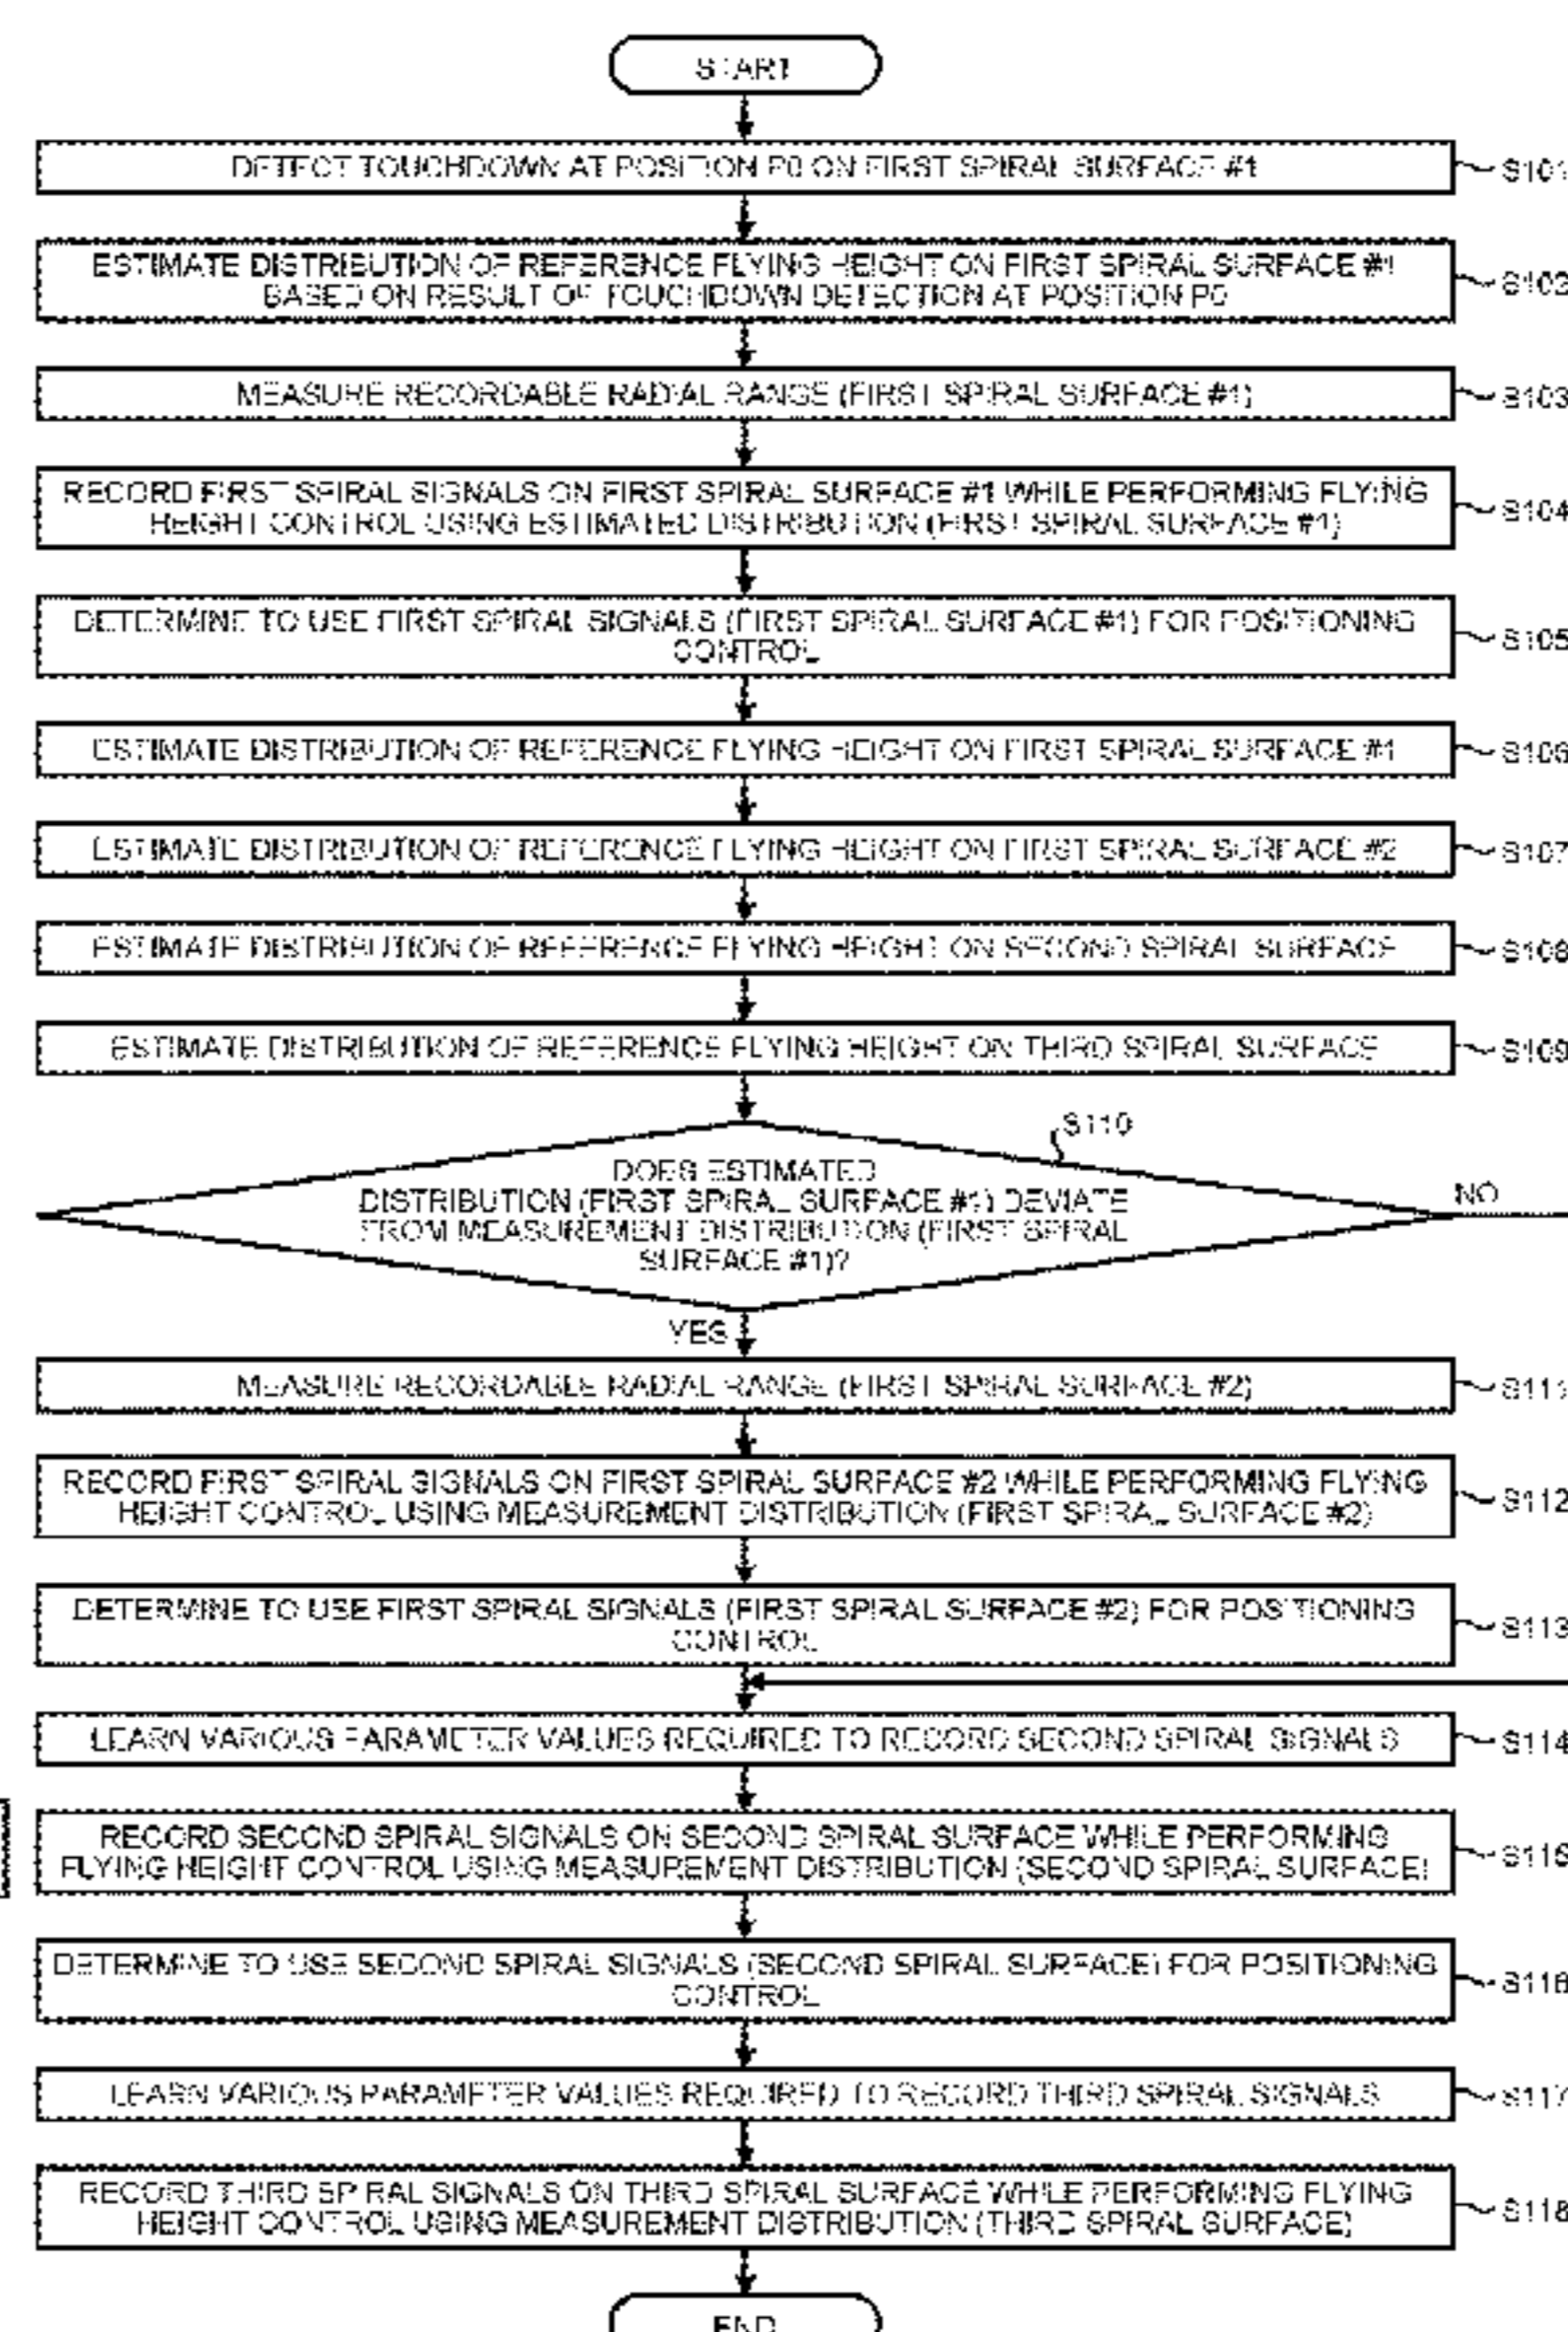 START
DETECT TOUCHDOWN AT POSITION P0 ON FIRST SPIRAL SURFACE #1
S101
ESTIMATE DISTRIBUTION OF REFERENCE FLYING HEIGHT ON FIRST SPIRAL SURFACE #1
BASED ON RESULT OF TOUCHDOWN DETECTION AT POSITION P0
S102
MEASURE RECORDABLE RADIAL RANGE (FIRST SPIRAL SURFACE #1)
S103
RECORD FIRST SPIRAL SIGNALS ON FIRST SPIRAL SURFACE #1 WHILE PERFORMING FLYING
HEIGHT CONTROL USING ESTIMATED DISTRIBUTION (FIRST SPIRAL SURFACE #1)
S104
DETERMINE TO USE FIRST SPIRAL SIGNALS (FIRST SPIRAL SURFACE #1) FOR POSITIONING
CONTROL
S105
ESTIMATE DISTRIBUTION OF REFERENCE FLYING HEIGHT ON FIRST SPIRAL SURFACE #1
S106
ESTIMATE DISTRIBUTION OF REFERENCE FLYING HEIGHT ON FIRST SPIRAL SURFACE #2
S107
ESTIMATE DISTRIBUTION OF REFERENCE FLYING HEIGHT ON SECOND SPIRAL SURFACE
S108
ESTIMATE DISTRIBUTION OF REFERENCE FLYING HEIGHT ON THIRD SPIRAL SURFACE
S109
S110
DOES ESTIMATED
DISTRIBUTION (FIRST SPIRAL SURFACE #1) DEVIATE
FROM MEASUREMENT DISTRIBUTION (FIRST SPIRAL
SURFACE #1)?
NO
YES
MEASURE RECORDABLE RADIAL RANGE (FIRST SPIRAL SURFACE #2)
S111
RECORD FIRST SPIRAL SIGNALS ON FIRST SPIRAL SURFACE #2 WHILE PERFORMING FLYING
HEIGHT CONTROL USING MEASUREMENT DISTRIBUTION (FIRST SPIRAL SURFACE #2)
S112
DETERMINE TO USE FIRST SPIRAL SIGNALS (FIRST SPIRAL SURFACE #2) FOR POSITIONING
CONTROL
S113
LEARN VARIOUS PARAMETER VALUES REQUIRED TO RECORD SECOND SPIRAL SIGNALS
S114
RECORD SECOND SPIRAL SIGNALS ON SECOND SPIRAL SURFACE WHILE PERFORMING
FLYING HEIGHT CONTROL USING MEASUREMENT DISTRIBUTION (SECOND SPIRAL SURFACE)
S115
DETERMINE TO USE SECOND SPIRAL SIGNALS (SECOND SPIRAL SURFACE) FOR POSITIONING
CONTROL
S116
LEARN VARIOUS PARAMETER VALUES REQUIRED TO RECORD THIRD SPIRAL SIGNALS
S117
RECORD THIRD SPIRAL SIGNALS ON THIRD SPIRAL SURFACE WHILE PERFORMING FLYING
HEIGHT CONTROL USING MEASUREMENT DISTRIBUTION (THIRD SPIRAL SURFACE)
S118
END